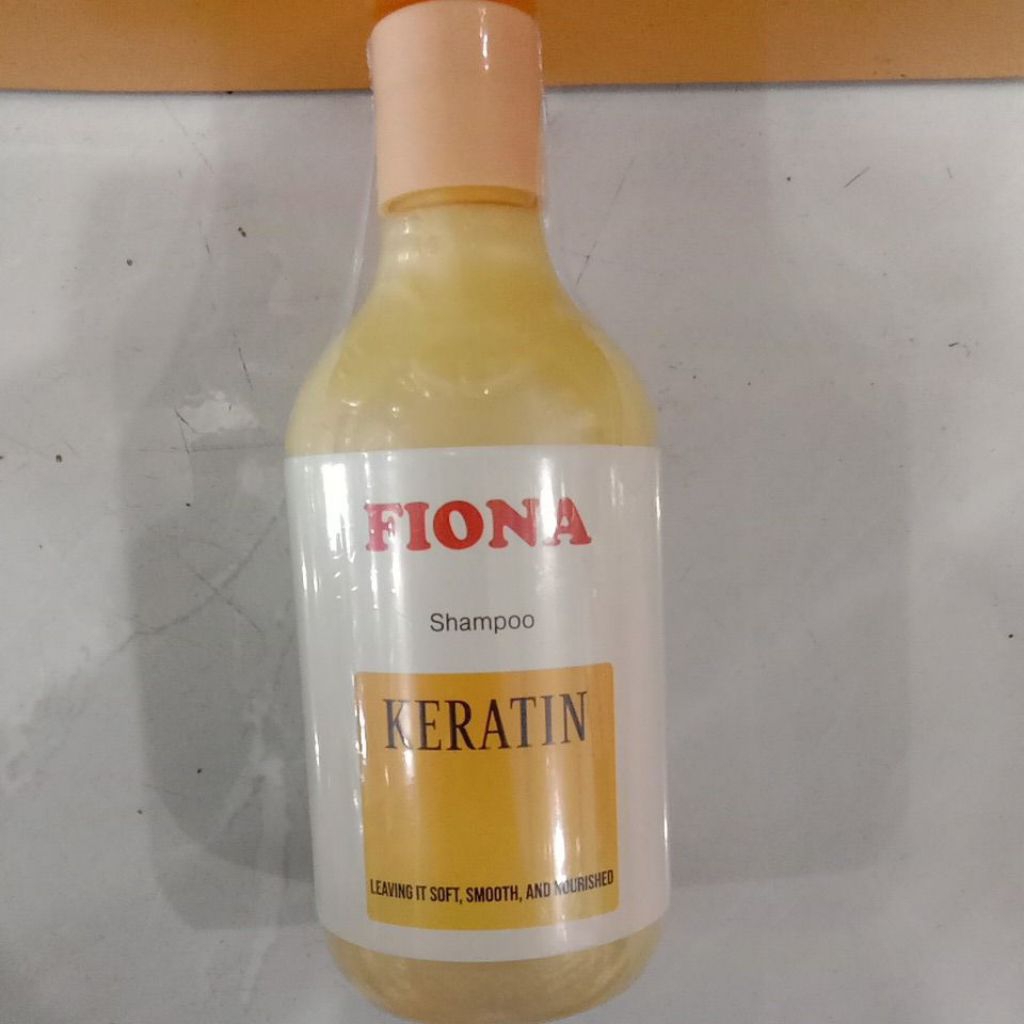 FIONA
Shampoo
KERATIN
LEAVING IT SOFT, SMOOTH, AND NOURISHED